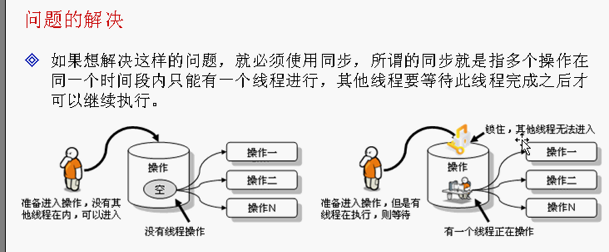 问题的解决
如果想解决这样的问题，就必须使用同步，所谓的同步就是指多个操作在
同一个时间段内只能有一个线程进行，其他线程要等待此线程完成之后才
可以继续执行。
操作
空
操作一
操作二
操作N
准备进入操作，没有其
他线程在内，可以进入
没有线程操作
锁住，其他线程无法进入
操作
操作一
操作二
操作N
准备进入操作，但是有
线程在执行，则等待
有一个线程正在操作